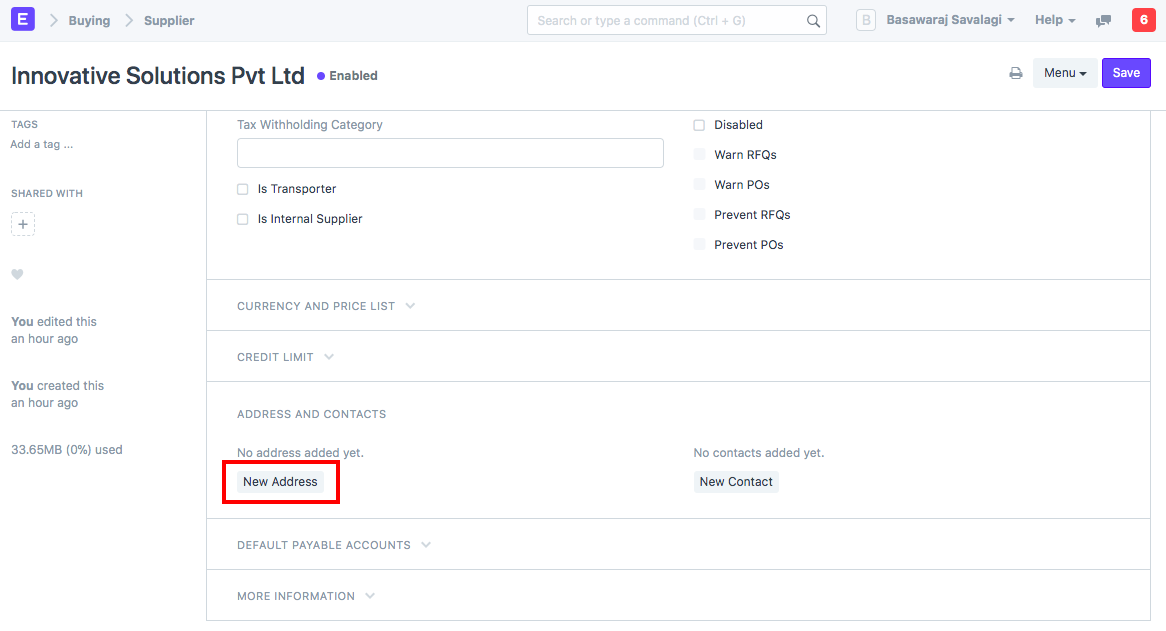 E Buying Supplier Search or type a command (Ctrl + G) B Basawaraj Savalagi Help 6
Innovative Solutions Pvt Ltd Enabled Menu Save
TAGS
Add a tag ...
SHARED WITH
+
You edited this
an hour ago
You created this
an hour ago
33.65MB (0%) used
Tax Withholding Category
Is Transporter
Is Internal Supplier
Disabled
Warn RFQs
Warn POs
Prevent RFQs
Prevent POs
CURRENCY AND PRICE LIST
CREDIT LIMIT
ADDRESS AND CONTACTS
No address added yet.
New Address
No contacts added yet.
New Contact
DEFAULT PAYABLE ACCOUNTS
MORE INFORMATION